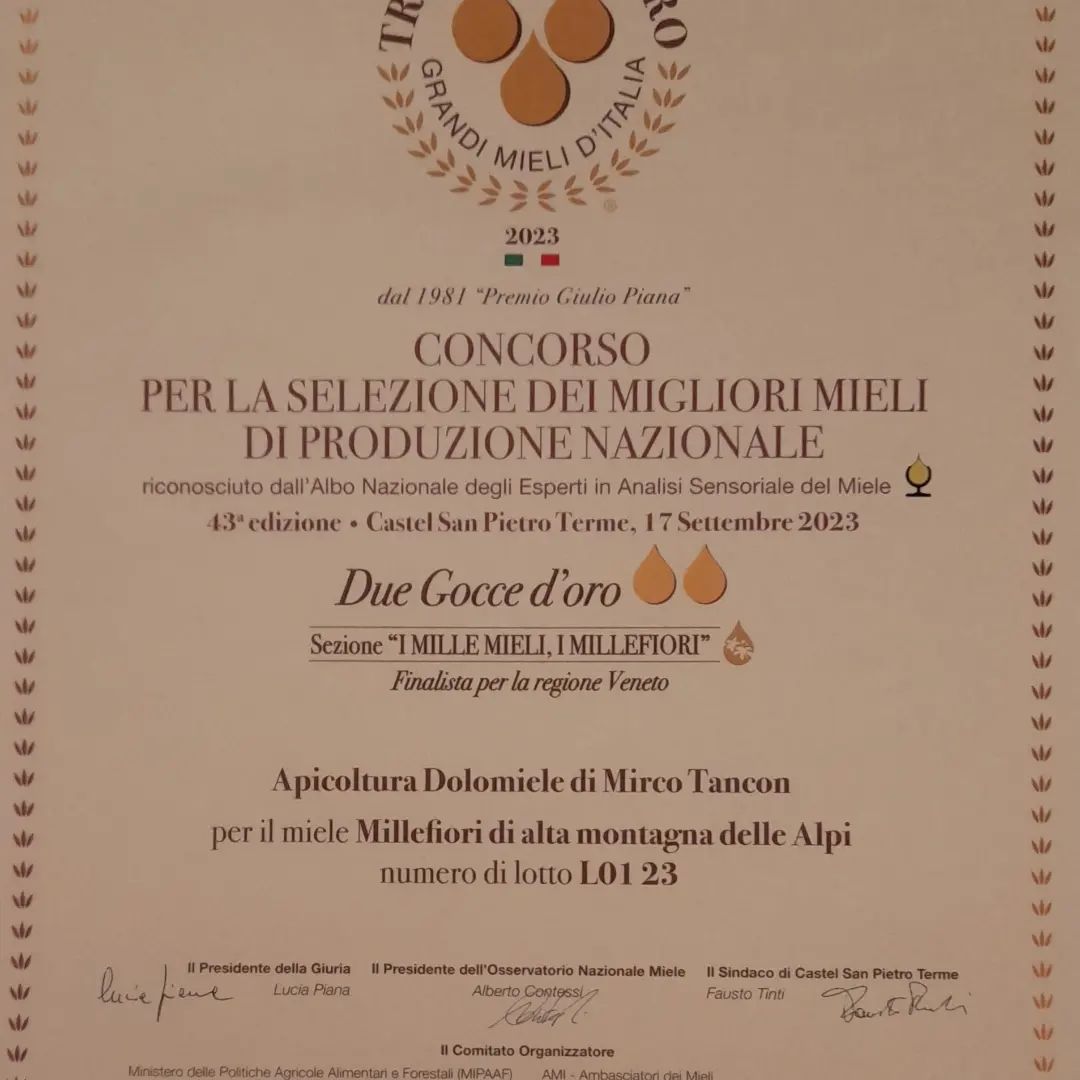 TR
RO
GRANDI MIELI D'ITALIA
®
2023
dal 1981 “Premio Giulio Piana”
CONCORSO
PER LA SELEZIONE DEI MIGLIORI MIELI
DI PRODUZIONE NAZIONALE
riconosciuto dall'Albo Nazionale degli Esperti in Analisi Sensoriale del Miele
43ª edizione • Castel San Pietro Terme, 17 Settembre 2023
Due Gocce d'oro
Sezione “I MILLE MIELI, I MILLEFIORI”
Finalista per la regione Veneto
Apicoltura Dolomiele di Mirco Tancon
per il miele Millefiori di alta montagna delle Alpi
numero di lotto L01 23
Il Presidente della Giuria
Lucia Piana
Il Presidente dell'Osservatorio Nazionale Miele
Alberto Contessi
Il Sindaco di Castel San Pietro Terme
Fausto Tinti
Il Comitato Organizzatore
Ministero delle Politiche Agricole Alimentari e Forestali (MIPAAF) AMI - Ambasciatori dei Mieli